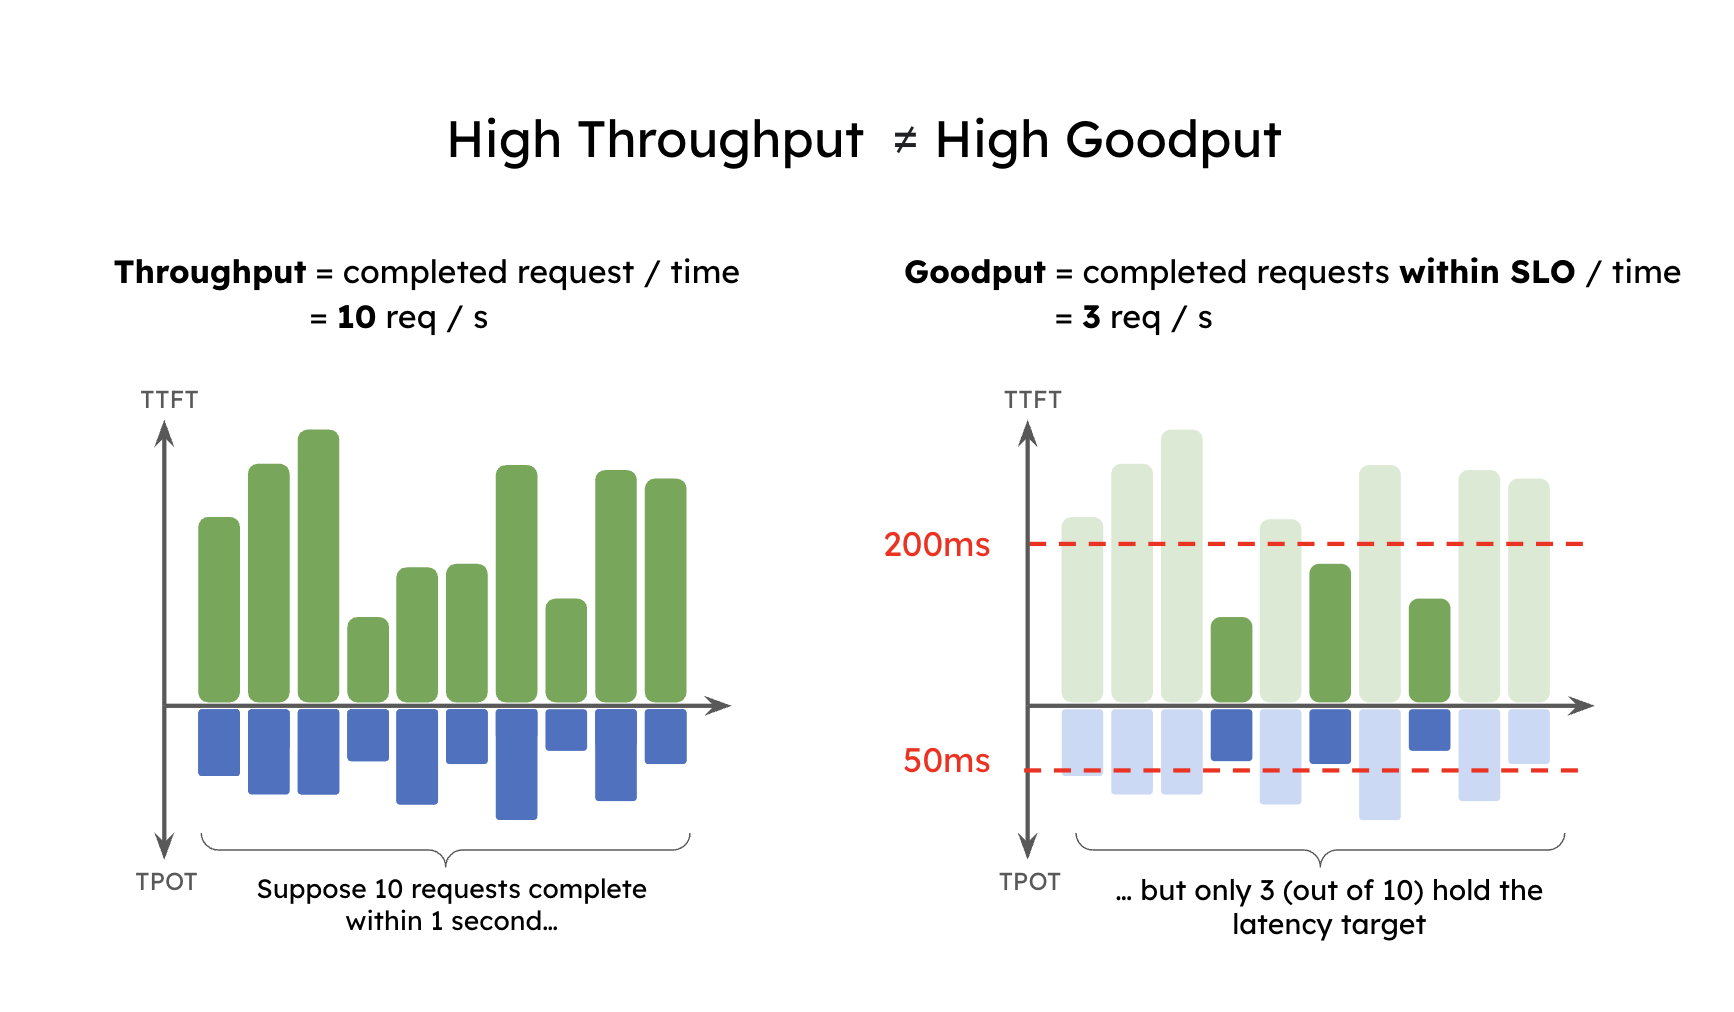 High Throughput ≠ High Goodput
Throughput = completed request / time
= 10 req / s
Goodput = completed requests within SLO / time
= 3 req / s
TTFT
TPOT
Suppose 10 requests complete
within 1 second...
TTFT
200ms
50ms
TPOT
... but only 3 (out of 10) hold the
latency target